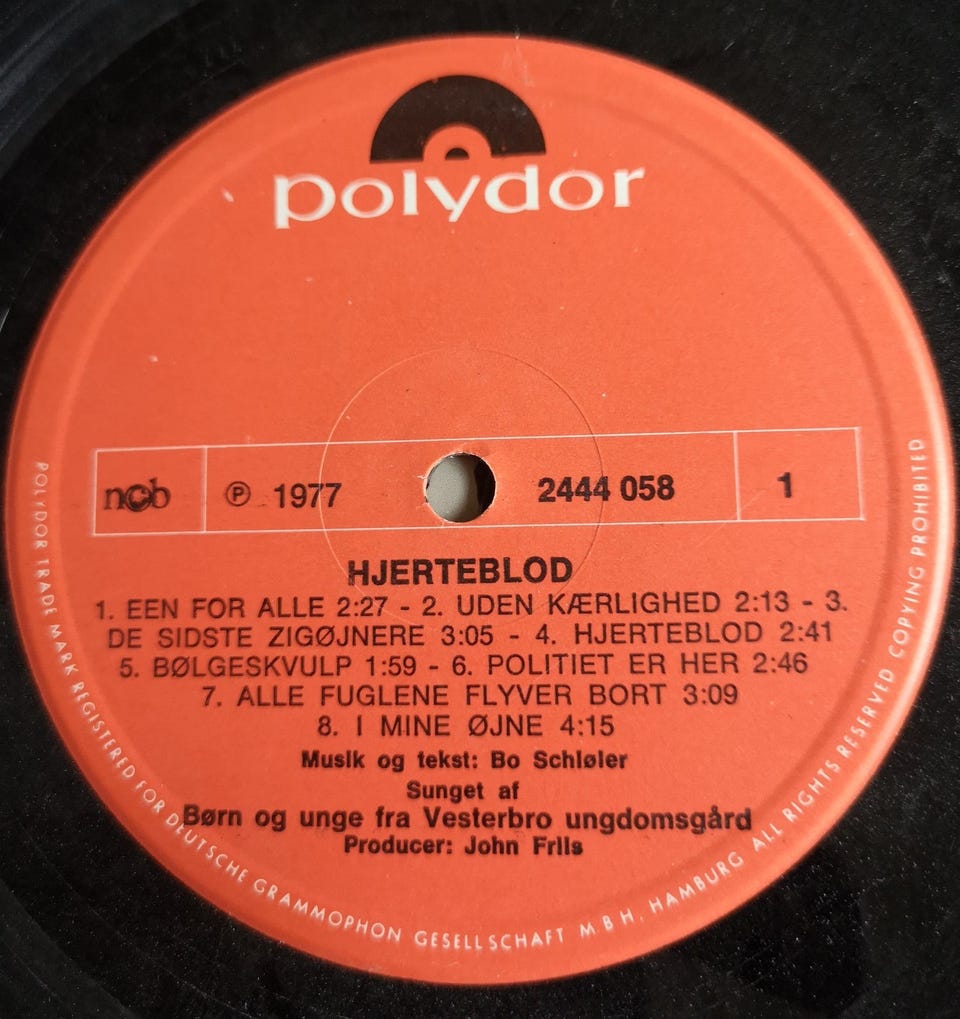 polydor
ncb
℗ 1977
2444 058
1
HJERTEBLOD
1. EEN FOR ALLE 2:27 - 2. UDEN KÆRLIGHED 2:13 - 3.
DE SIDSTE ZIGØJNERE 3:05 - 4. HJERTEBLOD 2:41
5. BØLGESKVULP 1:59 - 6. POLITIET ER HER 2:46
7. ALLE FUGLENE FLYVER BORT 3:09
8. I MINE ØJNE 4:15
Musik og tekst: Bo Schiøler
Sunget af
Børn og unge fra Vesterbro ungdomsgård
Producer: John Friis
POLYDOR TRADE MARK REGISTERED FOR DEUTSCHE GRAMMOPHON GESELLSCHAFT M B H, HAMBURG ALL RIGHTS RESERVED COPYING PROHIBITED